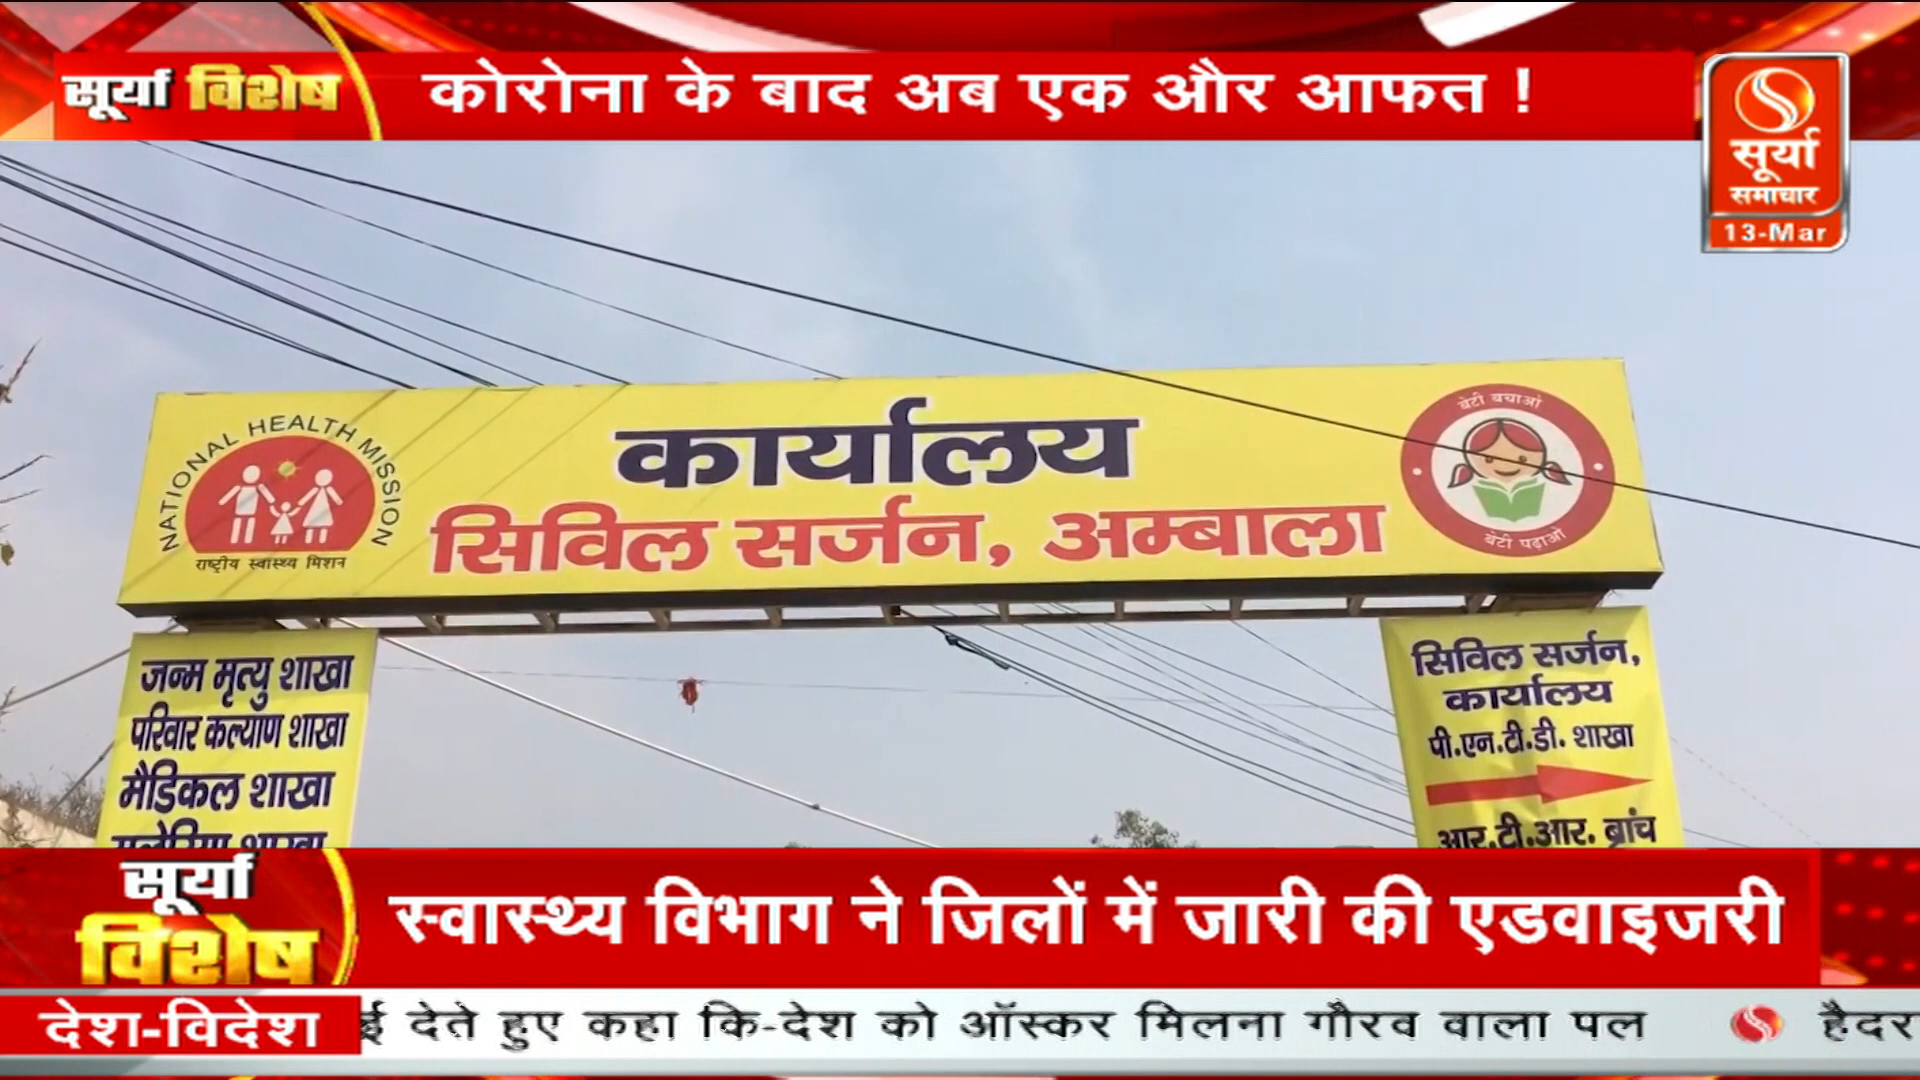 सूर्या विशेष
कोरोना के बाद अब एक और आफत !
सूर्या
समाचार
13-Mar
NATIONAL HEALTH MISSION
राष्ट्रीय स्वास्थ्य मिशन
कार्यालय
सिविल सर्जन, अम्बाला
बेटी बचाओ
बेटी पढ़ाओ
जन्म मृत्यु शाखा
परिवार कल्याण शाखा
मैडिकल शाखा
सिविल सर्जन,
कार्यालय
पी.एन.टी.डी. शाखा
आर.टी.आर. ब्रांच
सूर्या
विशेष
स्वास्थ्य विभाग ने जिलों में जारी की एडवाइजरी
देश-विदेश
देते हुए कहा कि-देश को ऑस्कर मिलना गौरव वाला पल